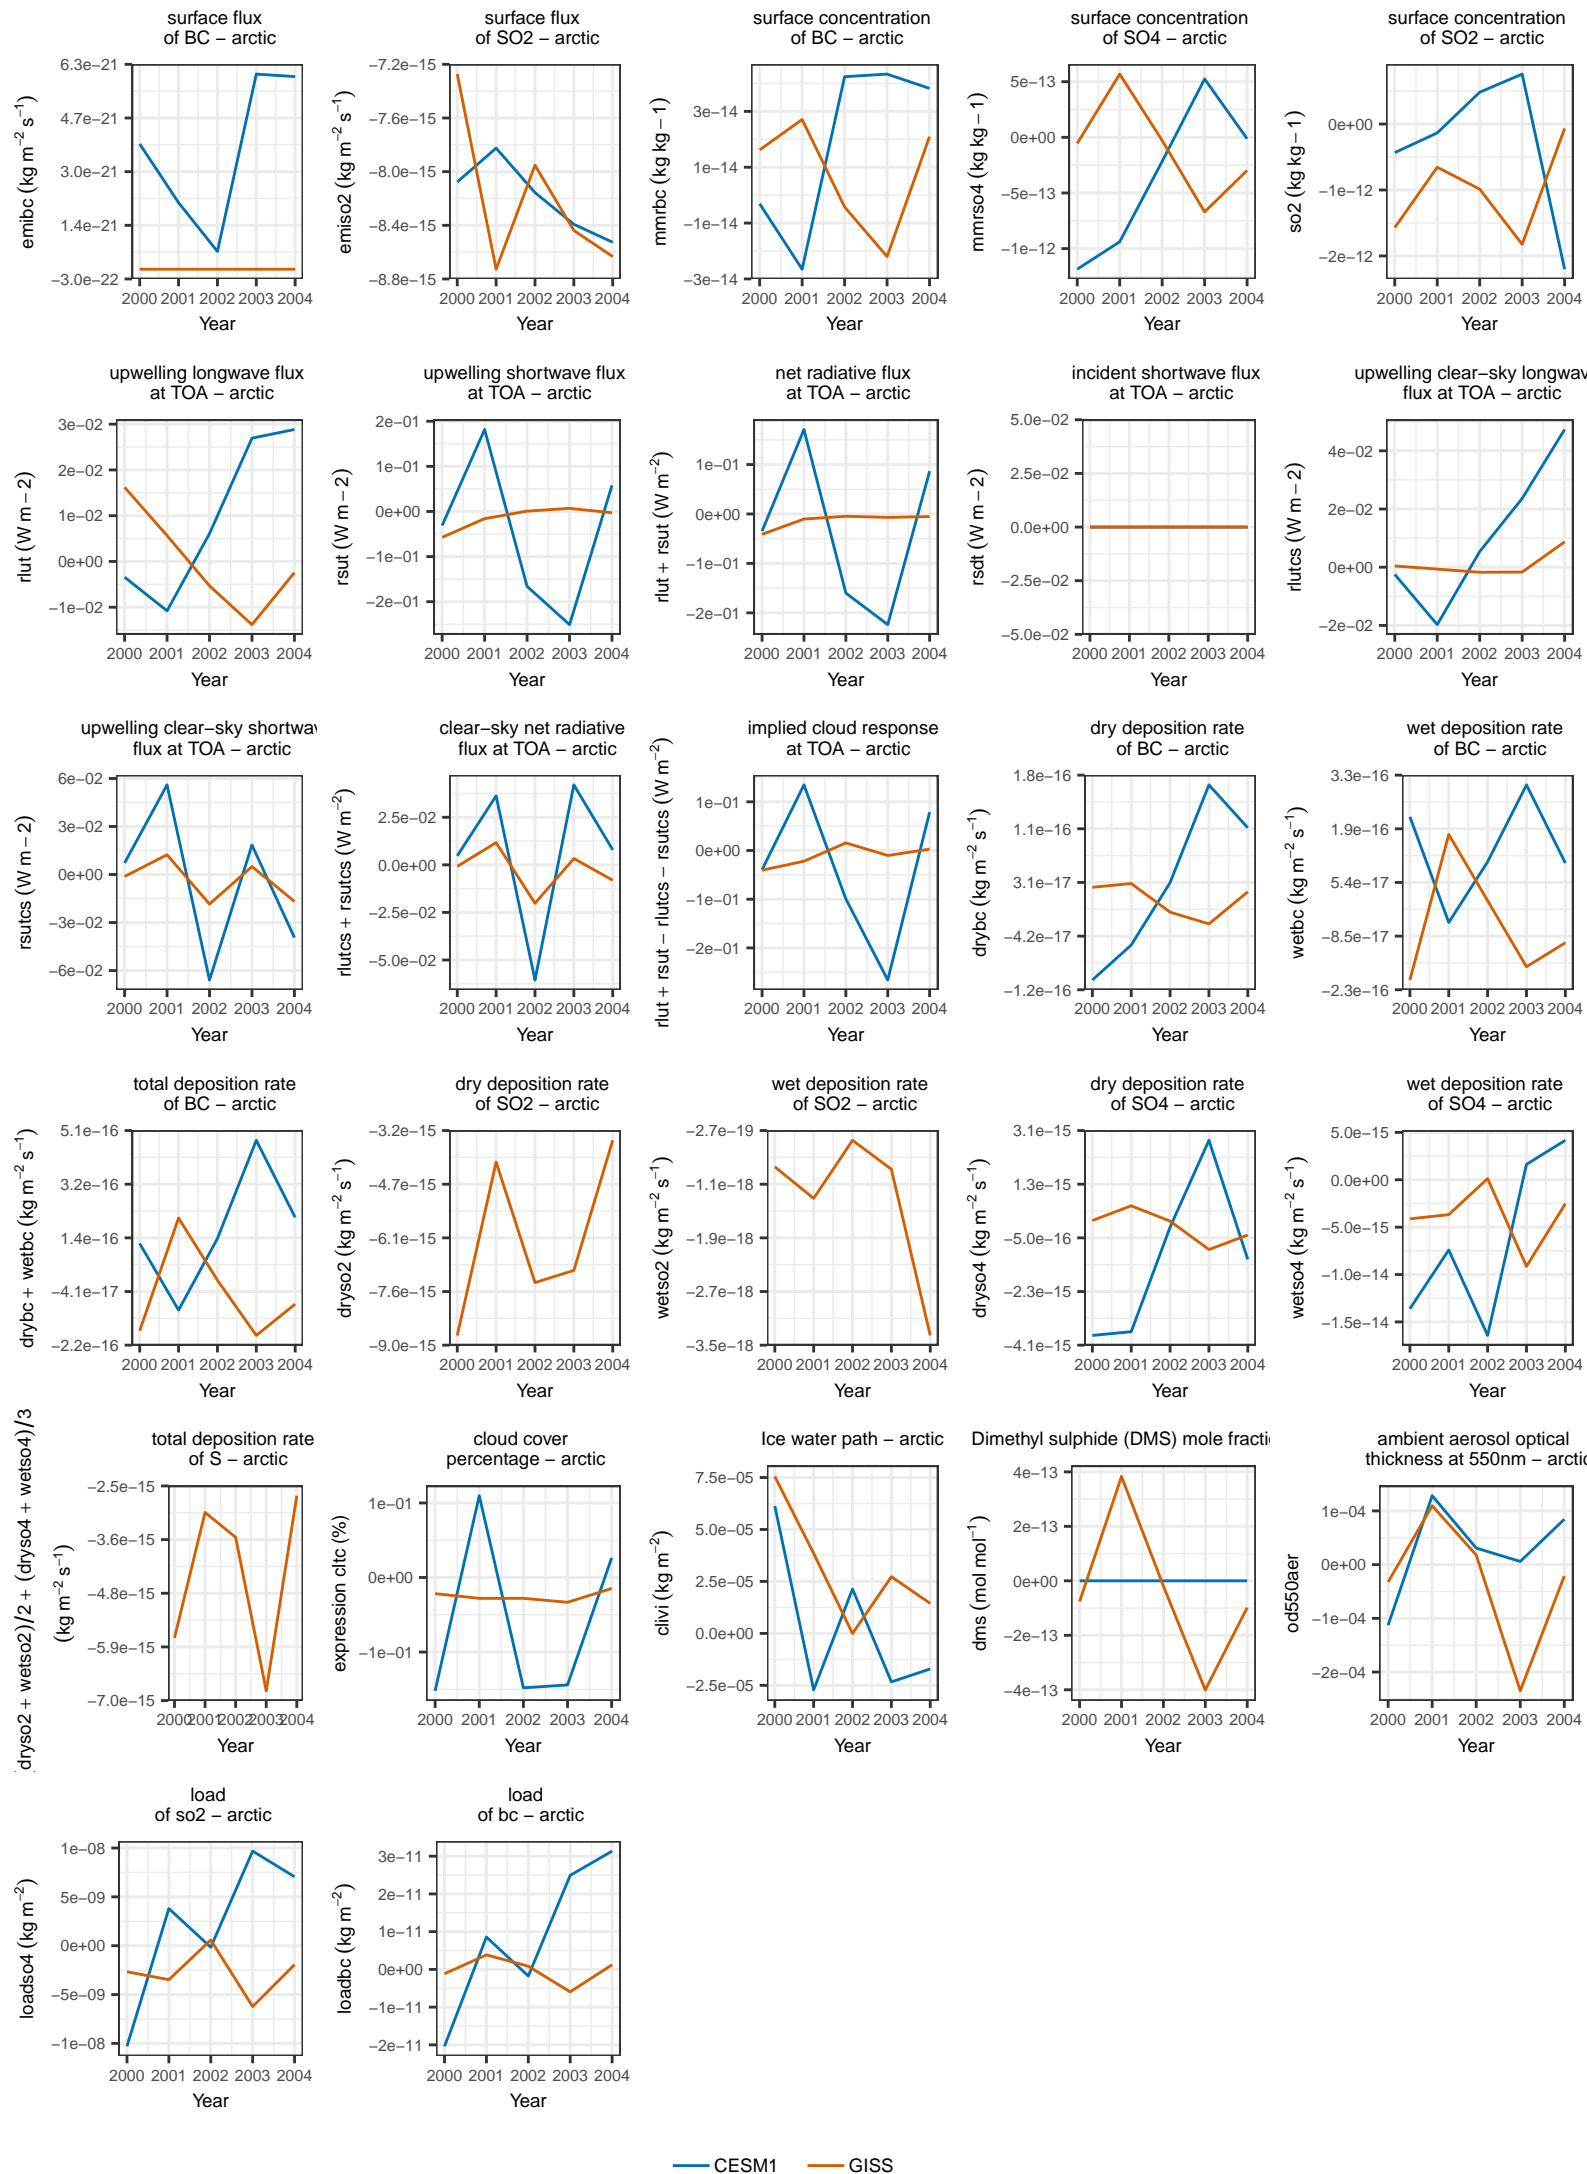 surface flux
of BC − arctic
emibc (kg m−2 s−1)
6.3e−21
4.7e−21
3.0e−21
1.4e−21
−3.0e−22
2000 2001 2002 2003 2004
Year
surface flux
of SO2 − arctic
emiso2 (kg m−2 s−1)
−7.2e−15
−7.6e−15
−8.0e−15
−8.4e−15
−8.8e−15
2000 2001 2002 2003 2004
Year
surface concentration
of BC − arctic
mmrbc (kg kg − 1)
3e−14
1e−14
−1e−14
−3e−14
2000 2001 2002 2003 2004
Year
surface concentration
of SO4 − arctic
mmrso4 (kg kg − 1)
5e−13
0e+00
−5e−13
−1e−12
2000 2001 2002 2003 2004
Year
surface concentration
of SO2 − arctic
so2 (kg kg − 1)
0e+00
−1e−12
−2e−12
2000 2001 2002 2003 2004
Year
upwelling longwave flux
at TOA − arctic
rlut (W m − 2)
3e−02
2e−02
1e−02
0e+00
−1e−02
2000 2001 2002 2003 2004
Year
upwelling shortwave flux
at TOA − arctic
rsut (W m − 2)
2e−01
1e−01
0e+00
−1e−01
−2e−01
2000 2001 2002 2003 2004
Year
net radiative flux
at TOA − arctic
rlut + rsut (W m−2)
1e−01
0e+00
−1e−01
−2e−01
2000 2001 2002 2003 2004
Year
incident shortwave flux
at TOA − arctic
rsdt (W m − 2)
5.0e−02
2.5e−02
0.0e+00
−2.5e−02
−5.0e−02
2000 2001 2002 2003 2004
Year
upwelling clear−sky longwav
flux at TOA − arctic
rlutcs (W m − 2)
4e−02
2e−02
0e+00
−2e−02
2000 2001 2002 2003 2004
Year
upwelling clear−sky shortwav
flux at TOA − arctic
rsutcs (W m − 2)
6e−02
3e−02
0e+00
−3e−02
−6e−02
2000 2001 2002 2003 2004
Year
clear−sky net radiative
flux at TOA − arctic
rlutcs + rsutcs (W m−2)
2.5e−02
0.0e+00
−2.5e−02
−5.0e−02
2000 2001 2002 2003 2004
Year
implied cloud response
at TOA − arctic
rlut + rsut − rlutcs − rsutcs (W m−2)
1e−01
0e+00
−1e−01
−2e−01
2000 2001 2002 2003 2004
Year
dry deposition rate
of BC − arctic
drybc (kg m−2 s−1)
1.8e−16
1.1e−16
3.1e−17
−4.2e−17
−1.2e−16
2000 2001 2002 2003 2004
Year
wet deposition rate
of BC − arctic
wetbc (kg m−2 s−1)
3.3e−16
1.9e−16
5.4e−17
−8.5e−17
−2.3e−16
2000 2001 2002 2003 2004
Year
total deposition rate
of BC − arctic
drybc + wetbc (kg m−2 s−1)
5.1e−16
3.2e−16
1.4e−16
−4.1e−17
−2.2e−16
2000 2001 2002 2003 2004
Year
dry deposition rate
of SO2 − arctic
dryso2 (kg m−2 s−1)
−3.2e−15
−4.7e−15
−6.1e−15
−7.6e−15
−9.0e−15
2000 2001 2002 2003 2004
Year
wet deposition rate
of SO2 − arctic
wetso2 (kg m−2 s−1)
−2.7e−19
−1.1e−18
−1.9e−18
−2.7e−18
−3.5e−18
2000 2001 2002 2003 2004
Year
dry deposition rate
of SO4 − arctic
dryso4 (kg m−2 s−1)
3.1e−15
1.3e−15
−5.0e−16
−2.3e−15
−4.1e−15
2000 2001 2002 2003 2004
Year
wet deposition rate
of SO4 − arctic
wetso4 (kg m−2 s−1)
5.0e−15
0.0e+00
−5.0e−15
−1.0e−14
−1.5e−14
2000 2001 2002 2003 2004
Year
total deposition rate
of S − arctic
(dryso2 + wetso2)/2 + (dryso4 + wetso4)/3
(kg m−2 s−1)
−2.5e−15
−3.6e−15
−4.8e−15
−5.9e−15
−7.0e−15
2000 2001 2002 2003 2004
Year
cloud cover
percentage − arctic
expression cltc (%)
1e−01
0e+00
−1e−01
2000 2001 2002 2003 2004
Year
Ice water path − arctic
clivi (kg m−2)
7.5e−05
5.0e−05
2.5e−05
0.0e+00
−2.5e−05
2000 2001 2002 2003 2004
Year
Dimethyl sulphide (DMS) mole fracti
dms (mol mol−1)
4e−13
2e−13
0e+00
−2e−13
−4e−13
2000 2001 2002 2003 2004
Year
ambient aerosol optical
thickness at 550nm − arctic
od550aer
1e−04
0e+00
−1e−04
−2e−04
2000 2001 2002 2003 2004
Year
load
of so2 − arctic
loadso4 (kg m−2)
1e−08
5e−09
0e+00
−5e−09
−1e−08
2000 2001 2002 2003 2004
Year
load
of bc − arctic
loadbc (kg m−2)
3e−11
2e−11
1e−11
0e+00
−1e−11
−2e−11
2000 2001 2002 2003 2004
Year
CESM1 GISS